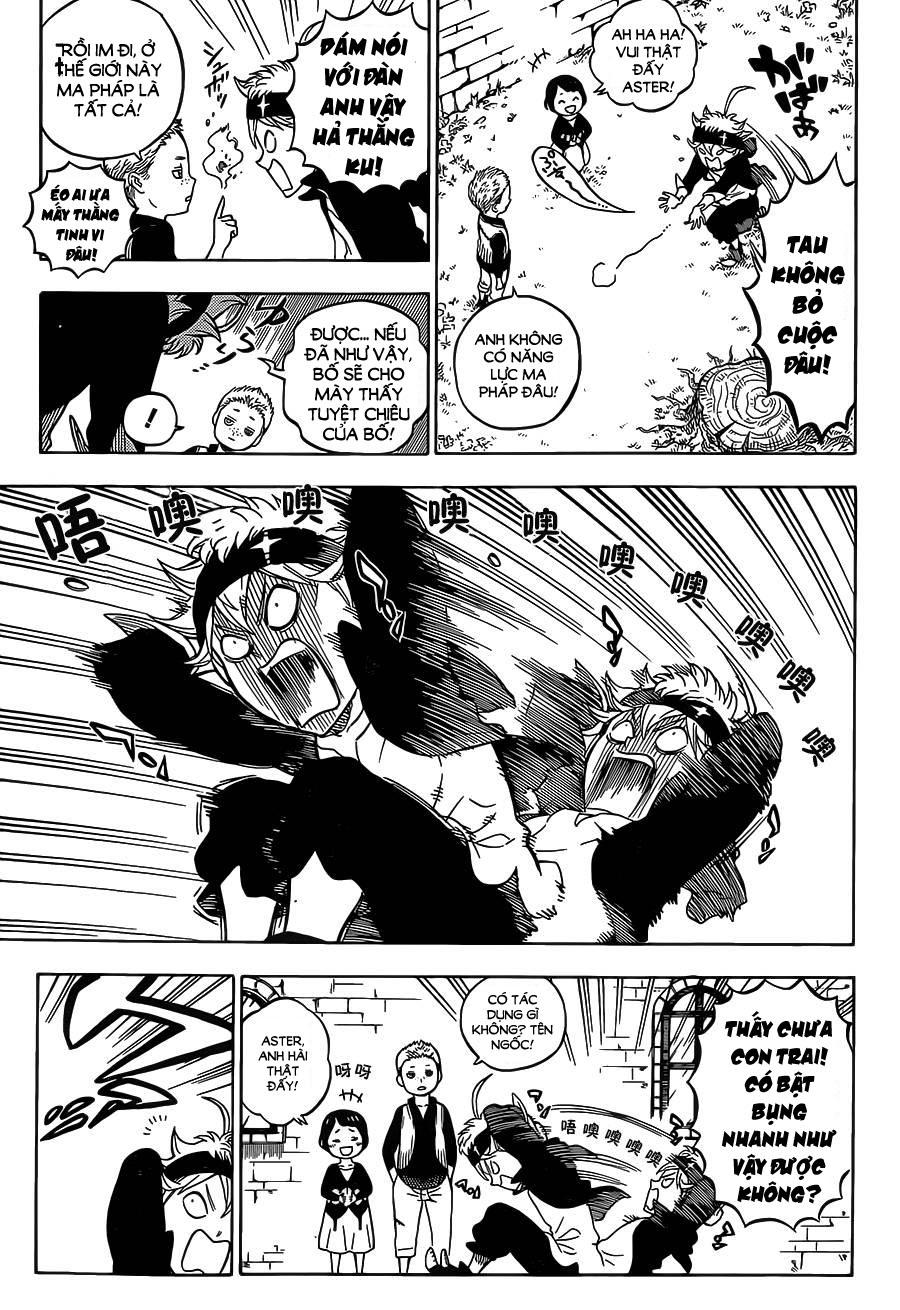 AH HA HA!
VUI THẬT
ĐẤY
ASTER!
TAU
KHÔNG
BỎ
CUỘC
ĐÂU!
ANH KHÔNG
CÓ NĂNG
LỰC MA
PHÁP ĐÂU!
DÁM NÓI
VỚI ĐÀN
ANH VẬY
HẢ THẰNG
KU!
RỒI IM ĐI, Ở
THẾ GIỚI NÀY
MA PHÁP LÀ
TẤT CẢ!
ÉO AI ƯA
MẤY THẰNG
TINH VI
ĐÂU!
ĐƯỢC... NẾU
ĐÃ NHƯ VẬY,
BỐ SẼ CHO
MÀY THẤY
TUYỆT CHIÊU
CỦA BỐ!
!
唔噢噢噢噢噢噢噢噢噢
THẤY CHƯA
CON TRAI!
CÓ BẬT
BỤNG
NHANH NHƯ
VẬY ĐƯỢC
KHÔNG?
CÓ TÁC
DỤNG GÌ
KHÔNG? TÊN
NGỐC!
唔噢噢噢噢
呀呀
ASTER,
ANH HÀI
THẬT
ĐẤY!